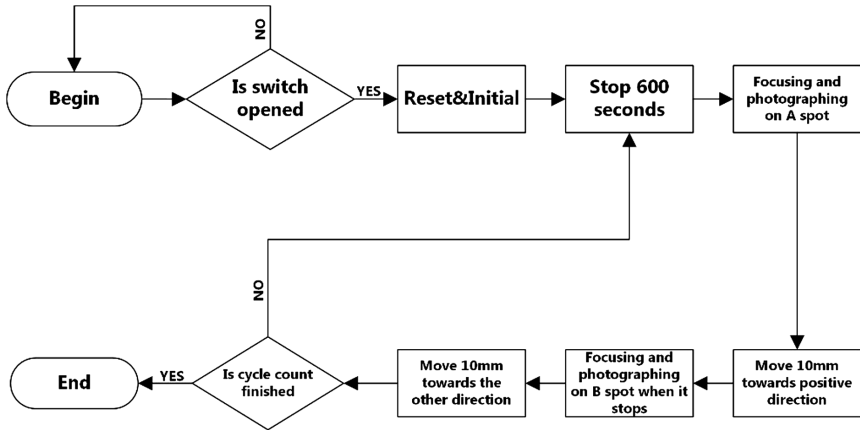 NO
Begin
Is switch
opened
YES
Reset&Initial
Stop 600
seconds
Focusing and
photographing
on A spot
NO
End
YES
Is cycle count
finished
Move 10mm
towards the
other direction
Focusing and
photographing
on B spot when it
stops
Move 10mm
towards positive
direction